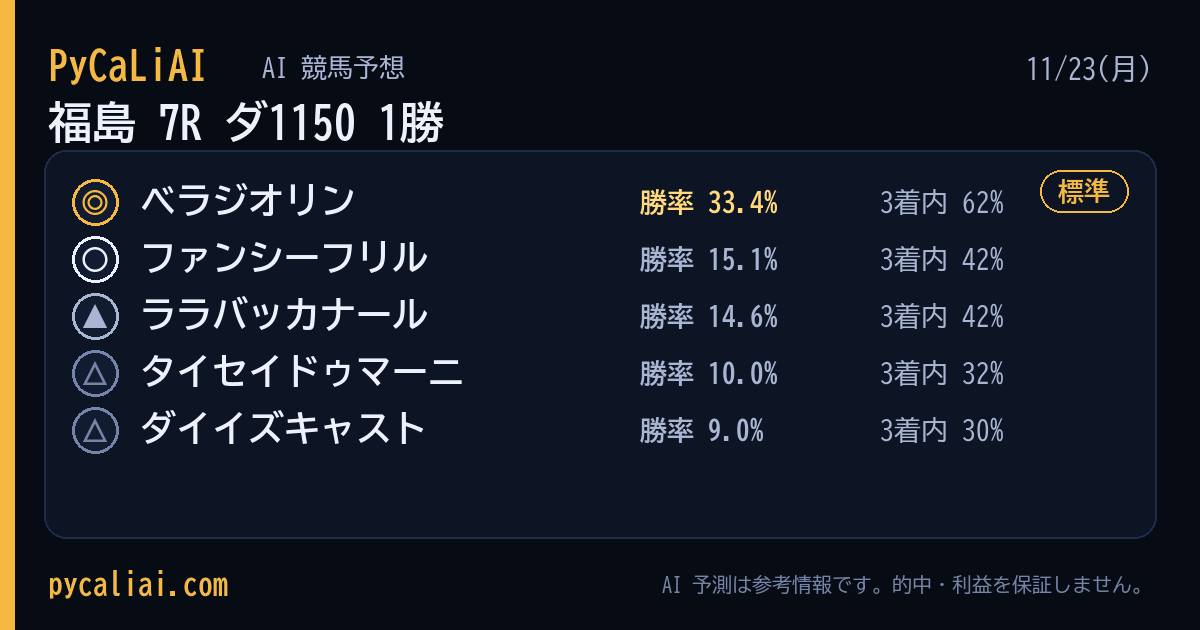 PyCaLiAI AI 競馬予想 11/23(月)
福島 7R ダ1150 1勝
◎ ベラジオリン 勝率 33.4% 3着内 62% 標準
○ ファンシーフリル 勝率 15.1% 3着内 42%
▲ ララバッカナール 勝率 14.6% 3着内 42%
△ タイセイドゥマーニ 勝率 10.0% 3着内 32%
△ ダイイズキャスト 勝率 9.0% 3着内 30%
pycaliai.com AI 予測は参考情報です。的中・利益を保証しません。